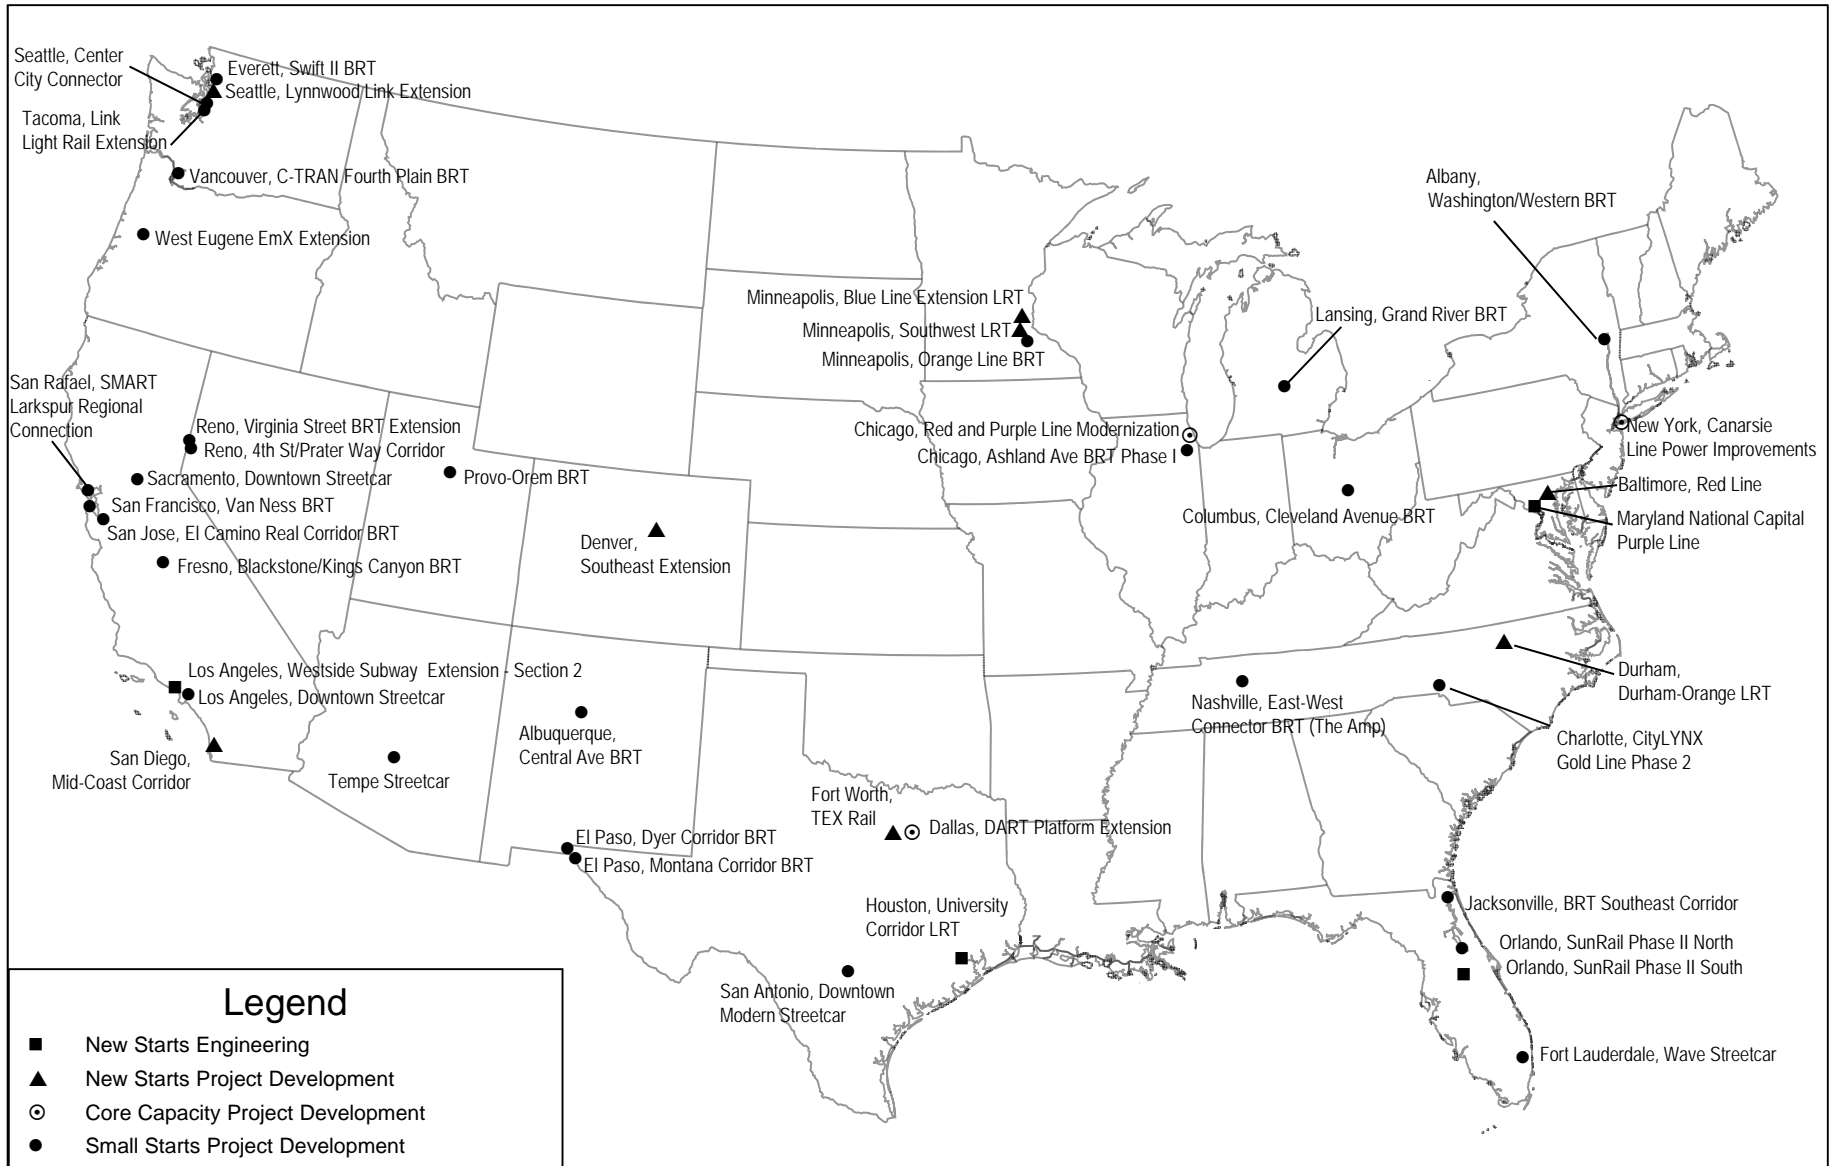 Seattle, Center
City Connector
Everett, Swift II BRT
Seattle, Lynnwood Link Extension
Tacoma, Link
Light Rail Extension
Vancouver, C-TRAN Fourth Plain BRT
West Eugene EmX Extension
Albany,
Washington/Western BRT
Minneapolis, Blue Line Extension LRT
Minneapolis, Southwest LRT
Minneapolis, Orange Line BRT
Lansing, Grand River BRT
San Rafael, SMART
Larkspur Regional
Connection
Reno, Virginia Street BRT Extension
Reno, 4th St/Prater Way Corridor
Sacramento, Downtown Streetcar
San Francisco, Van Ness BRT
San Jose, El Camino Real Corridor BRT
Fresno, Blackstone/Kings Canyon BRT
Provo-Orem BRT
Denver,
Southeast Extension
Chicago, Red and Purple Line Modernization
Chicago, Ashland Ave BRT Phase I
Columbus, Cleveland Avenue BRT
New York, Canarsie
Line Power Improvements
Baltimore, Red Line
Maryland National Capital
Purple Line
Los Angeles, Westside Subway Extension - Section 2
Los Angeles, Downtown Streetcar
San Diego,
Mid-Coast Corridor
Tempe Streetcar
Albuquerque,
Central Ave BRT
Nashville, East-West
Connector BRT (The Amp)
Durham,
Durham-Orange LRT
Charlotte, CityLYNX
Gold Line Phase 2
Fort Worth,
TEX Rail
Dallas, DART Platform Extension
El Paso, Dyer Corridor BRT
El Paso, Montana Corridor BRT
Houston, University
Corridor LRT
San Antonio, Downtown
Modern Streetcar
Jacksonville, BRT Southeast Corridor
Orlando, SunRail Phase II North
Orlando, SunRail Phase II South
Fort Lauderdale, Wave Streetcar
Legend
New Starts Engineering
New Starts Project Development
Core Capacity Project Development
Small Starts Project Development